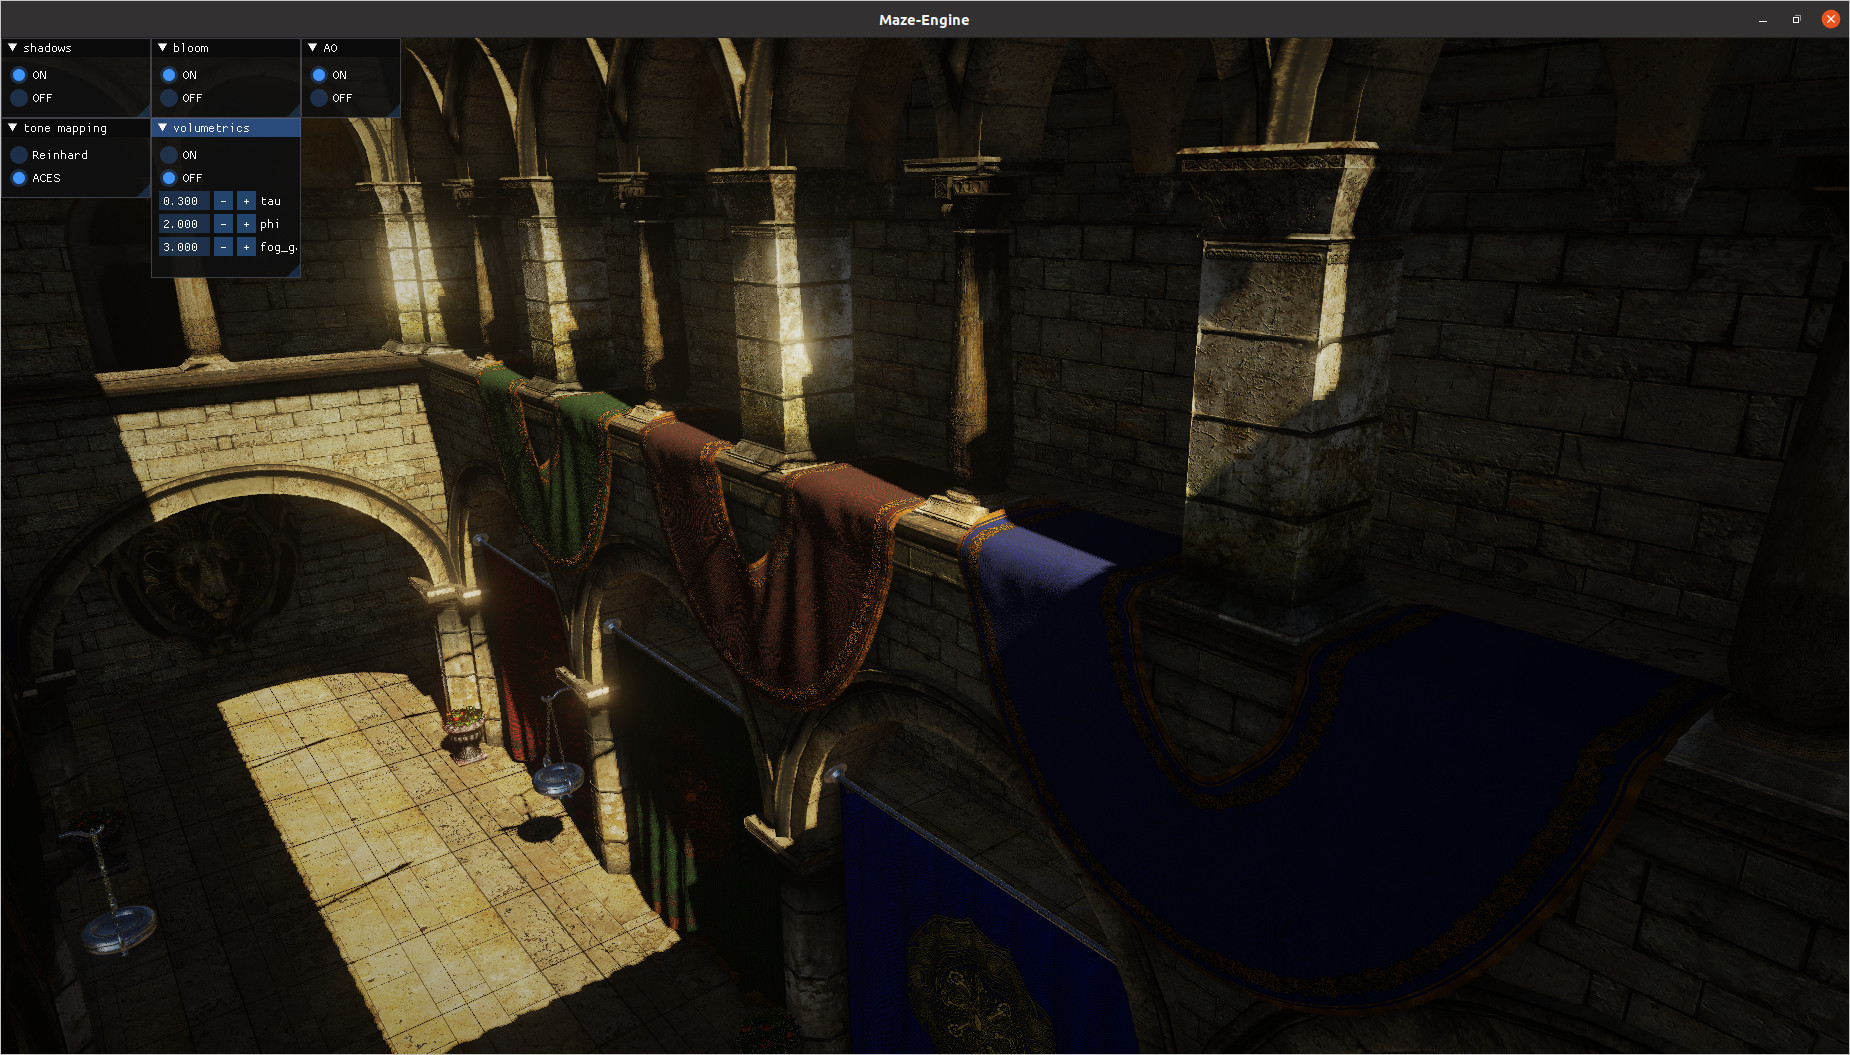 Maze-Engine
shadows
ON
OFF
bloom
ON
OFF
AO
ON
OFF
tone mapping
Reinhard
ACES
volumetrics
ON
OFF
0.300 - + tau
2.000 - + phi
3.000 - + fog_g.